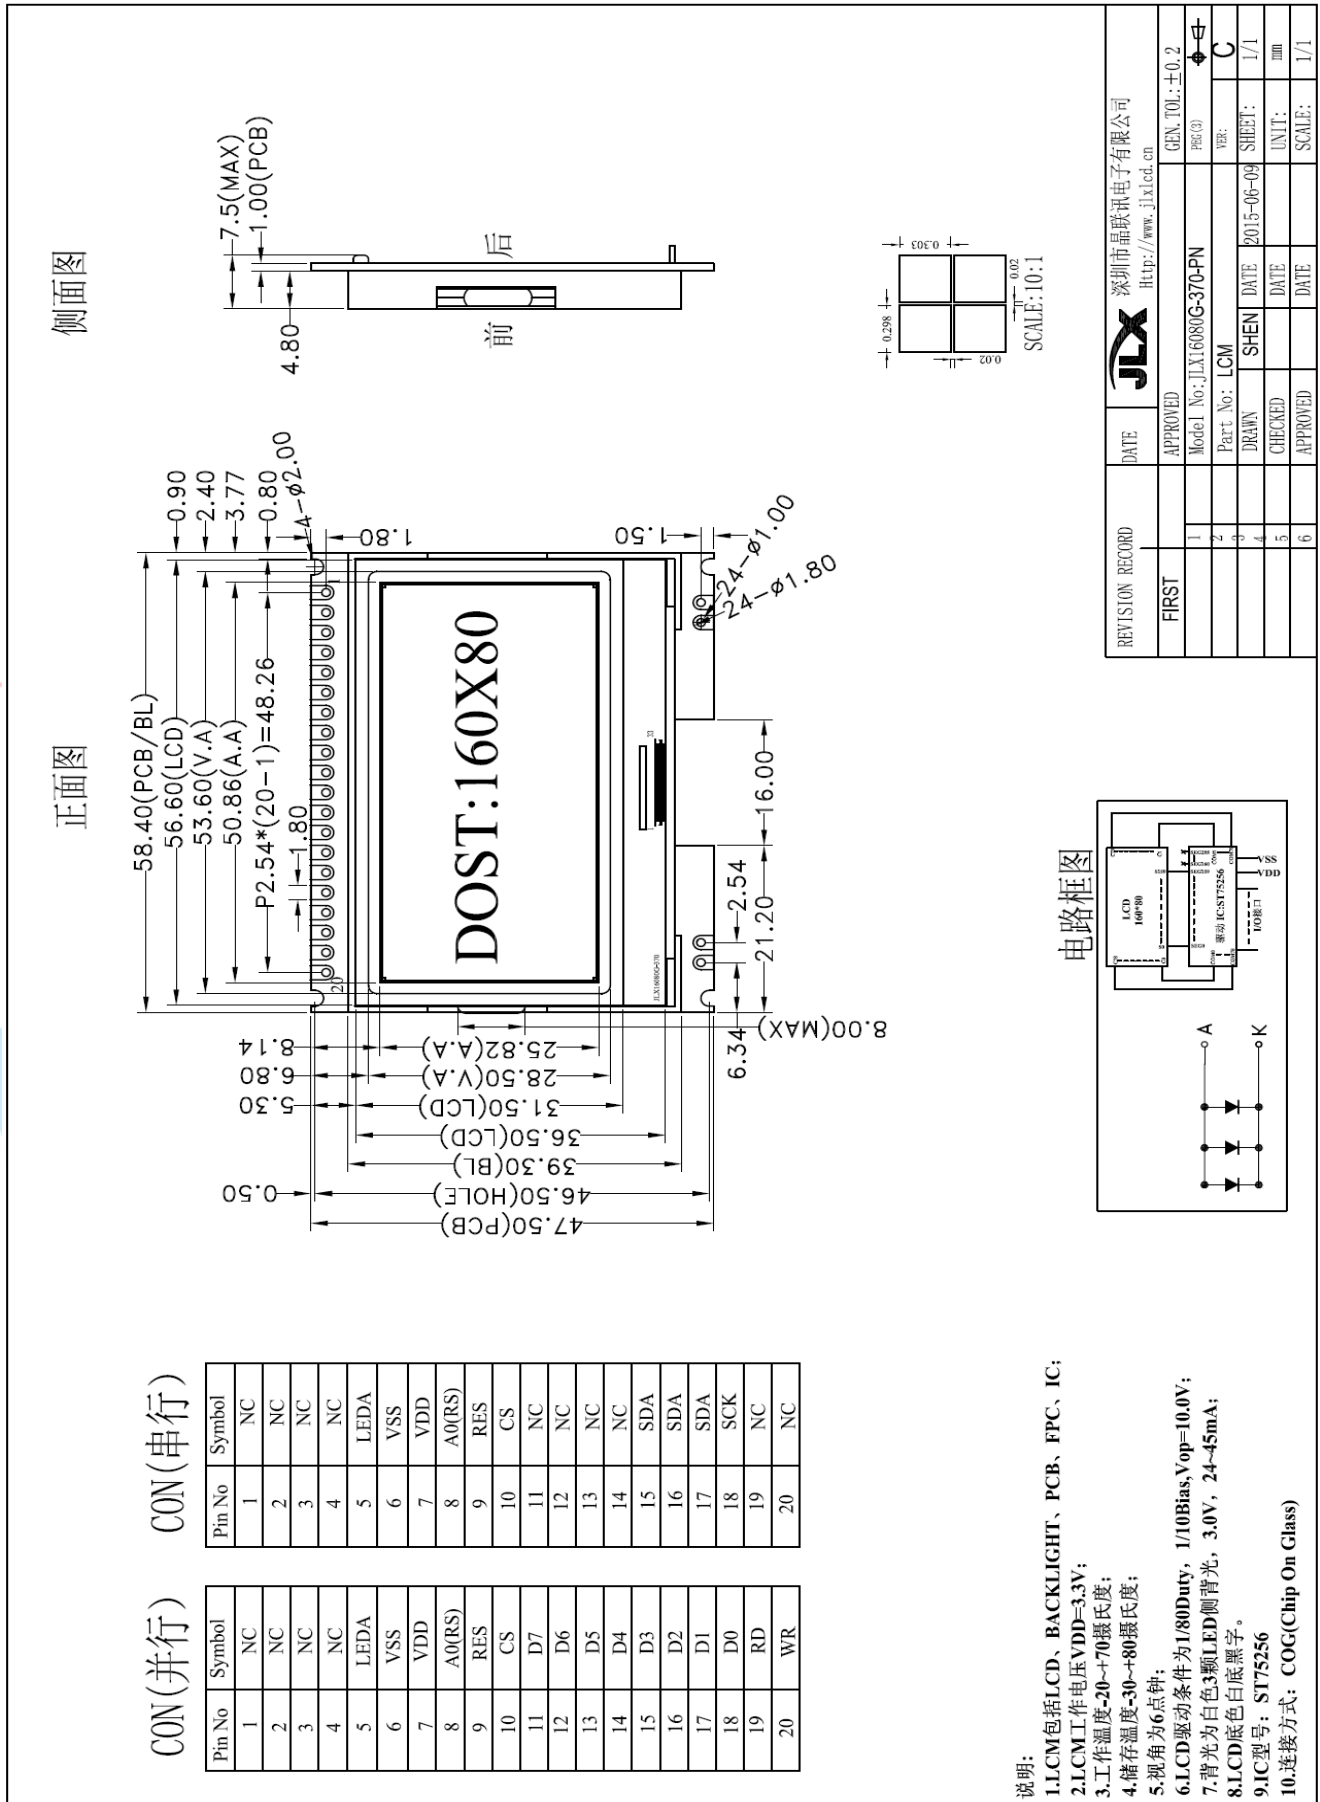 正面图
侧面图
58.40(PCB/BL)
56.60(LCD)
53.60(V.A)
50.86(A.A)
P2.54*(20-1)=48.26
1.80
0.90
2.40
3.77
0.80
4-ø2.00
1.80
1.50
24-ø1.00
24-ø1.80
20
1
DOST:160X80
33
JLX16080G-370
16.00
2.54
21.20
6.34
8.00(MAX)
8.14
25.82(A.A)
6.80
28.50(V.A)
5.30
31.50(LCD)
36.50(LCD)
39.30(BL)
0.50
46.50(HOLE)
47.50(PCB)
7.5(MAX)
1.00(PCB)
4.80
前
后
0.303
0.298
0.02
0.02
SCALE:10:1
CON(并行)
Pin No Symbol
1 NC
2 NC
3 NC
4 NC
5 LEDA
6 VSS
7 VDD
8 A0(RS)
9 RES
10 CS
11 D7
12 D6
13 D5
14 D4
15 D3
16 D2
17 D1
18 D0
19 RD
20 WR
CON(串行)
Pin No Symbol
1 NC
2 NC
3 NC
4 NC
5 LEDA
6 VSS
7 VDD
8 A0(RS)
9 RES
10 CS
11 NC
12 NC
13 NC
14 NC
15 SDA
16 SDA
17 SDA
18 SCK
19 NC
20 NC
说明:
1.LCM包括LCD、BACKLIGHT、PCB、FPC、IC;
2.LCM工作电压VDD=3.3V;
3.工作温度-20~+70摄氏度;
4.储存温度-30~+80摄氏度;
5.视角为6点钟;
6.LCD驱动条件为1/80Duty, 1/10Bias,Vop=10.0V;
7.背光为白色3颗LED侧背光, 3.0V, 24~45mA;
8.LCD底色白底黑字。
9.IC型号: ST75256
10.连接方式: COG(Chip On Glass)
电路框图
LCD
160*80
驱动 IC:ST75256
VSS
VDD
I/O接口
A
K
REVISION RECORD DATE
FIRST
JLX 深圳市晶联讯电子有限公司
Http://www.jlxlcd.cn
APPROVED GEN.TOL:±0.2
1 Model No:JLX16080G-370-PN PEG(3)
2 Part No: LCM VER: C
3
4 DRAWN SHEN DATE 2015-06-09 SHEET: 1/1
5 CHECKED DATE UNIT: mm
6 APPROVED DATE SCALE: 1/1